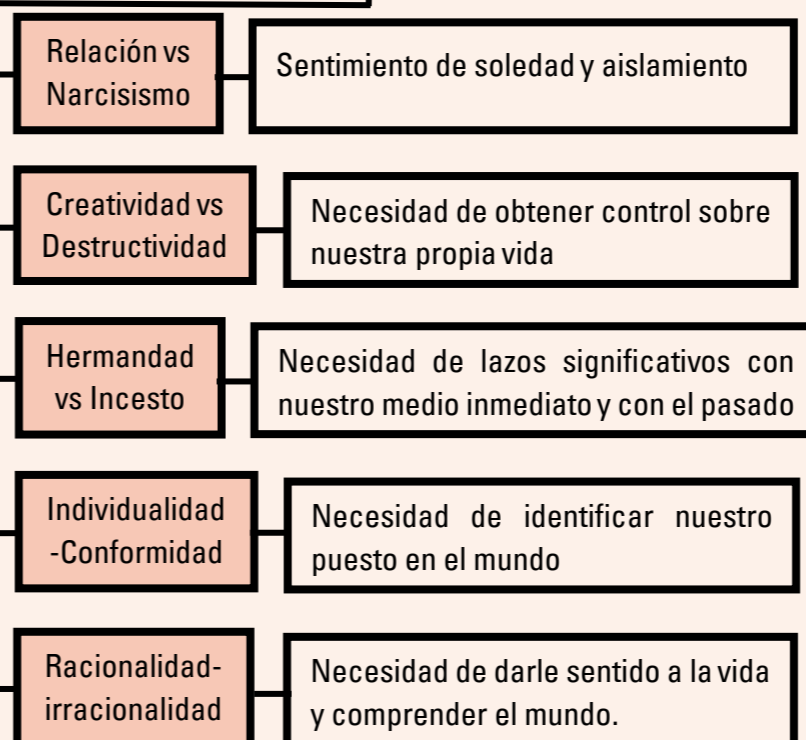 Relación vs
Narcisismo
Sentimiento de soledad y aislamiento
Creatividad vs
Destructividad
Necesidad de obtener control sobre
nuestra propia vida
Hermandad
vs Incesto
Necesidad de lazos significativos con
nuestro medio inmediato y con el pasado
Individualidad
-Conformidad
Necesidad de identificar nuestro
puesto en el mundo
Racionalidad-
irracionalidad
Necesidad de darle sentido a la vida
y comprender el mundo.